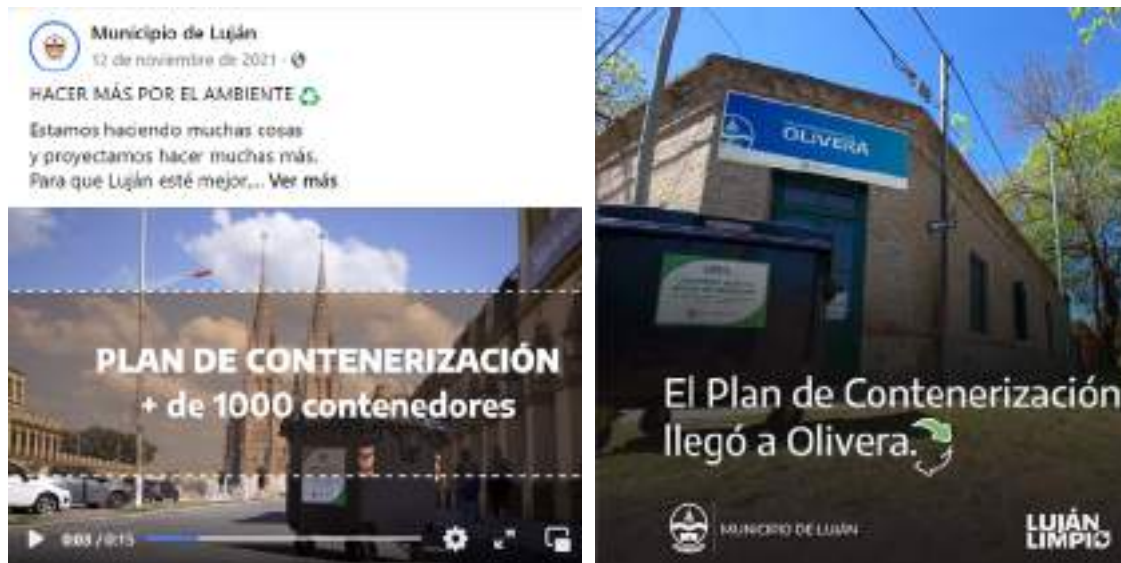 Municipio de Luján
12 de noviembre de 2021
HACER MÁS POR EL AMBIENTE
Estamos haciendo muchas cosas
y proyectamos hacer muchas más.
Para que Luján esté mejor,... Ver más
PLAN DE CONTENERIZACIÓN
+ de 1000 contenedores
0:03 / 0:15
OLIVERA
El Plan de Contenerización
llegó a Olivera.
MUNICIPIO DE LUJÁN
LUJÁN
LIMPIO